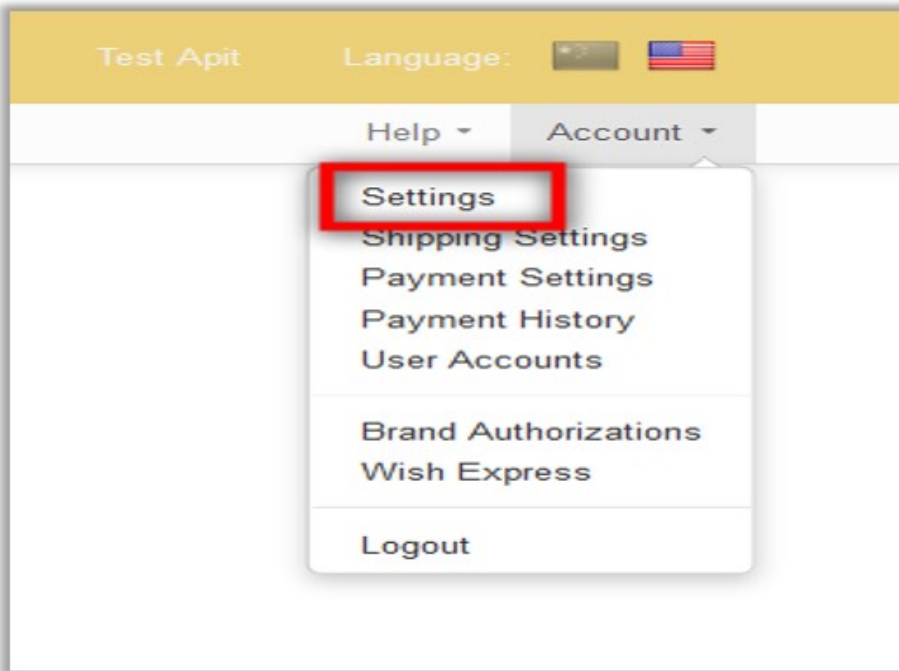 Test Apit Language:
Help Account
Settings
Shipping Settings
Payment Settings
Payment History
User Accounts
Brand Authorizations
Wish Express
Logout